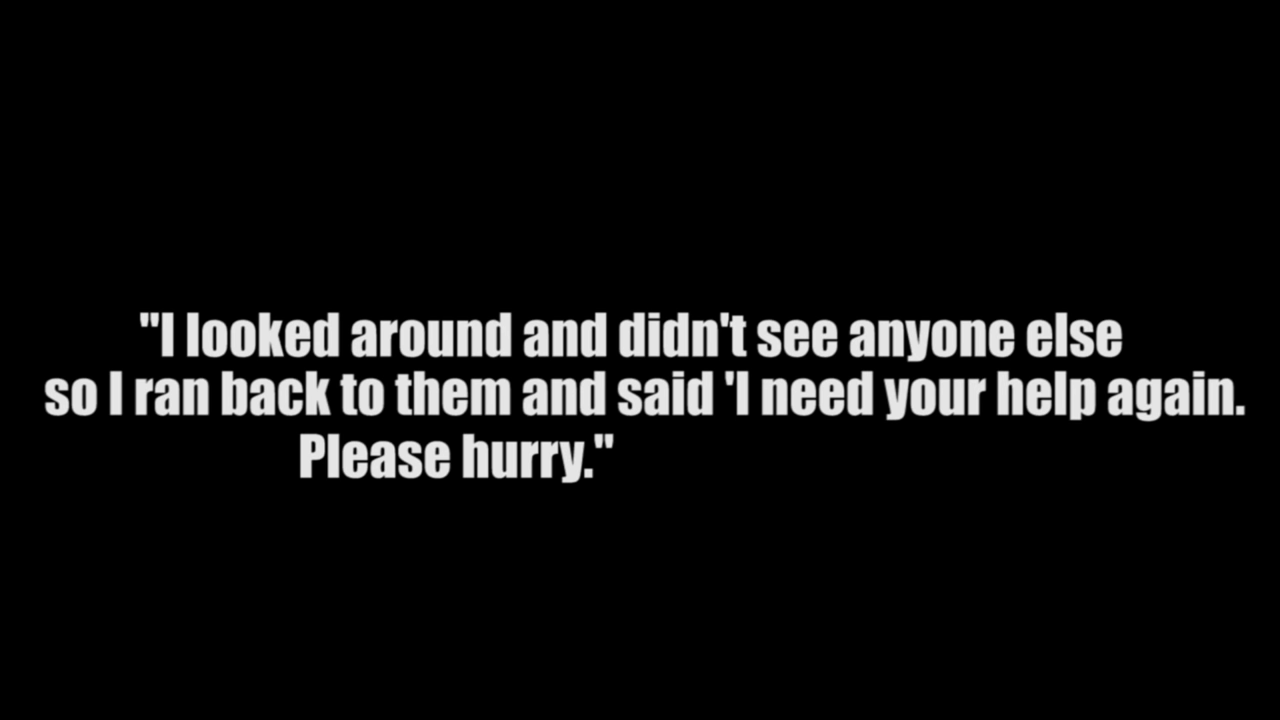 "I looked around and didn't see anyone else
so I ran back to them and said 'I need your help again.
Please hurry."